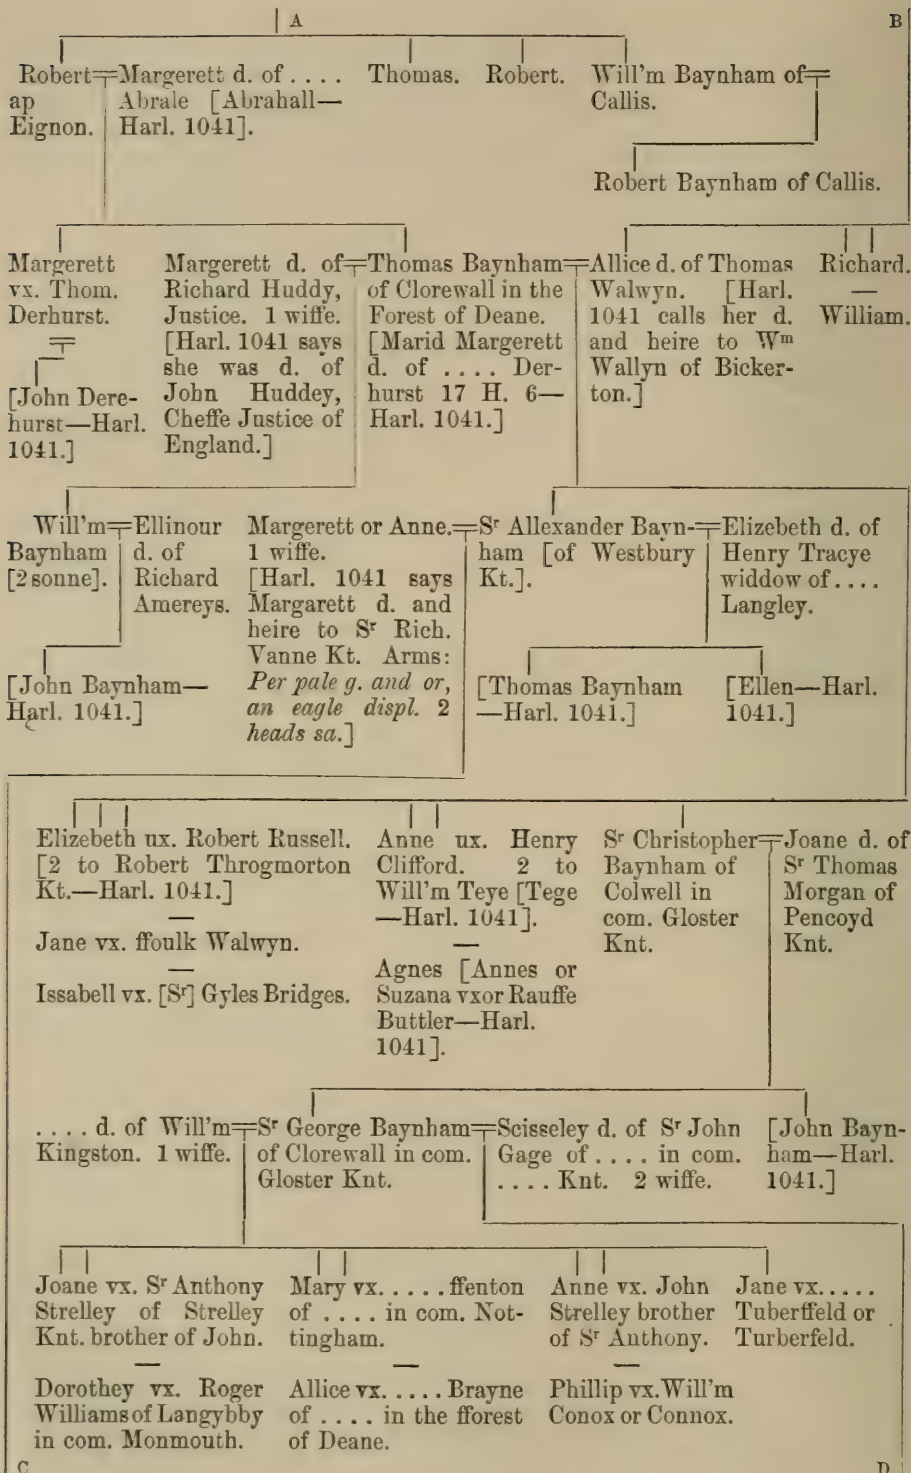 A
B
Robert
ap
Eignon.
Margerett d. of . . . .
Abrale [Abrahall—
Harl. 1041].
Thomas.
Robert.
Will'm Baynham of
Callis.
Robert Baynham of Callis.
Margerett
vx. Thom.
Derhurst.
[John Dere-
hurst—Harl.
1041.]
Margerett d. of
Richard Huddy,
Justice. 1 wiffe.
[Harl. 1041 says
she was d. of
John Huddey,
Cheffe Justice of
England.]
Thomas Baynham
of Clorewall in the
Forest of Deane.
[Marid Margerett
d. of . . . . Der-
hurst 17 H. 6—
Harl. 1041.]
Allice d. of Thomas
Walwyn. [Harl.
1041 calls her d.
and heire to Wm
Wallyn of Bicker-
ton.]
Richard.
—
William.
Will'm
Baynham
[2 sonne].
Ellinour
d. of
Richard
Amereys.
[John Baynham—
Harl. 1041.]
Margerett or Anne.
1 wiffe.
[Harl. 1041 says
Margarett d. and
heire to Sr Rich.
Vanne Kt. Arms:
Per pale g. and or,
an eagle displ. 2
heads sa.]
Sr Allexander Bayn-
ham [of Westbury
Kt.].
Elizebeth d. of
Henry Tracye
widdow of . . . .
Langley.
[Thomas Baynham
—Harl. 1041.]
[Ellen—Harl.
1041.]
Elizebeth ux. Robert Russell.
[2 to Robert Throgmorton
Kt.—Harl. 1041.]
—
Jane vx. ffoulk Walwyn.
—
Issabell vx. [Sr] Gyles Bridges.
Anne ux. Henry
Clifford. 2 to
Will'm Teye [Tege
—Harl. 1041].
—
Agnes [Annes or
Suzana vxor Rauffe
Buttler—Harl.
1041].
Sr Christopher
Baynham of
Colwell in
com. Gloster
Knt.
Joane d. of
Sr Thomas
Morgan of
Pencoyd
Knt.
. . . . d. of Will'm
Kingston. 1 wiffe.
Sr George Baynham
of Clorewall in com.
Gloster Knt.
Scisseley d. of Sr John
Gage of . . . . in com.
. . . . Knt. 2 wiffe.
[John Bayn-
ham—Harl.
1041.]
Joane vx. Sr Anthony
Strelley of Strelley
Knt. brother of John.
—
Dorothey vx. Roger
Williams of Langybby
in com. Monmouth.
Mary vx. . . . . . ffenton
of . . . . in com. Not-
tingham.
—
Allice vx. . . . . Brayne
of . . . . in the fforest
of Deane.
Anne vx. John
Strelley brother
of Sr Anthony.
—
Phillip vx. Will'm
Conox or Connox.
Jane vx. . . . .
Tuberffeld or
Turberfeld.
C
D